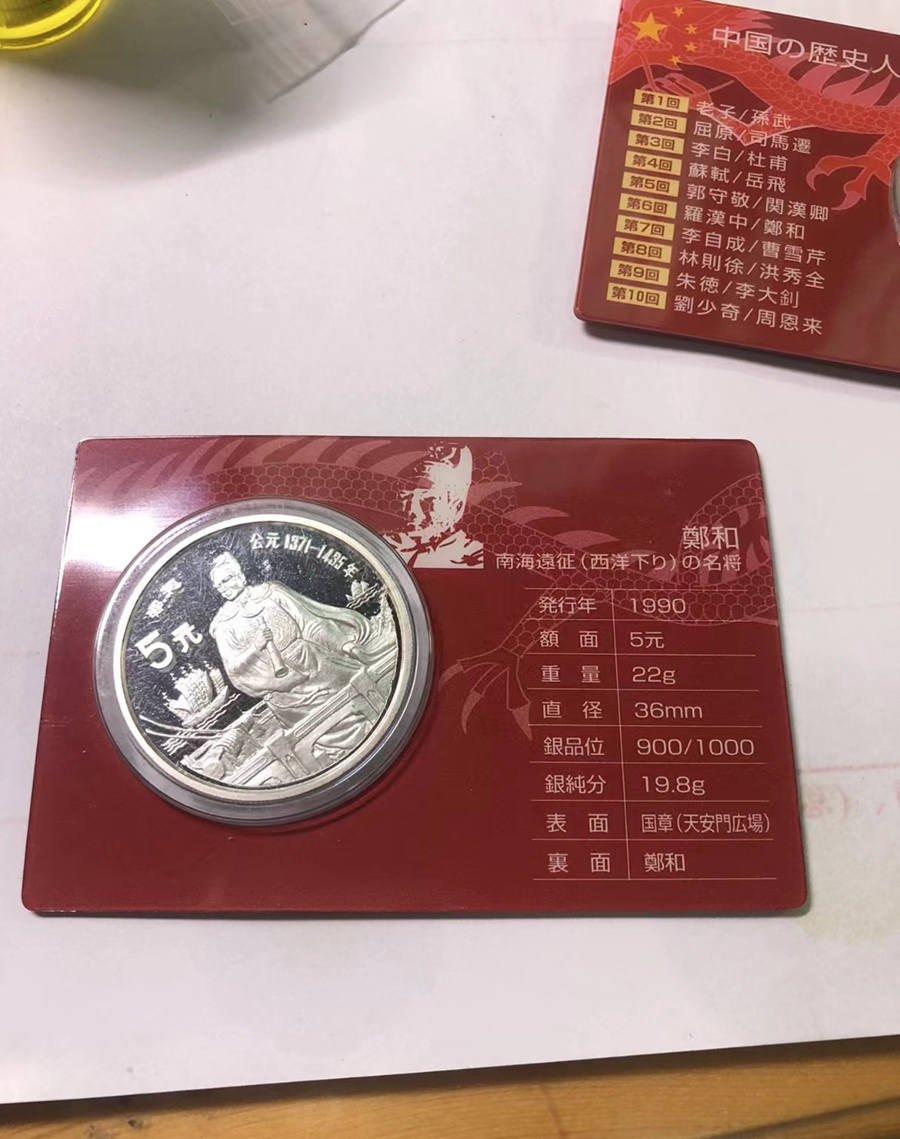 中国の歴史人
第1回 老子/孫武
第2回 屈原/司馬遷
第3回 李白/杜甫
第4回 蘇軾/岳飛
第5回 郭守敬/関漢卿
第6回 羅漢中/鄭和
第7回 李自成/曹雪芹
第8回 林則徐/洪秀全
第9回 朱徳/李大釗
第10回 劉少奇/周恩来
公元1371-1435年
5元
鄭和
南海遠征(西洋下り)の名将
発行年 1990
額面 5元
重量 22g
直径 36mm
銀品位 900/1000
銀純分 19.8g
表面 国章(天安門広場)
裏面 鄭和